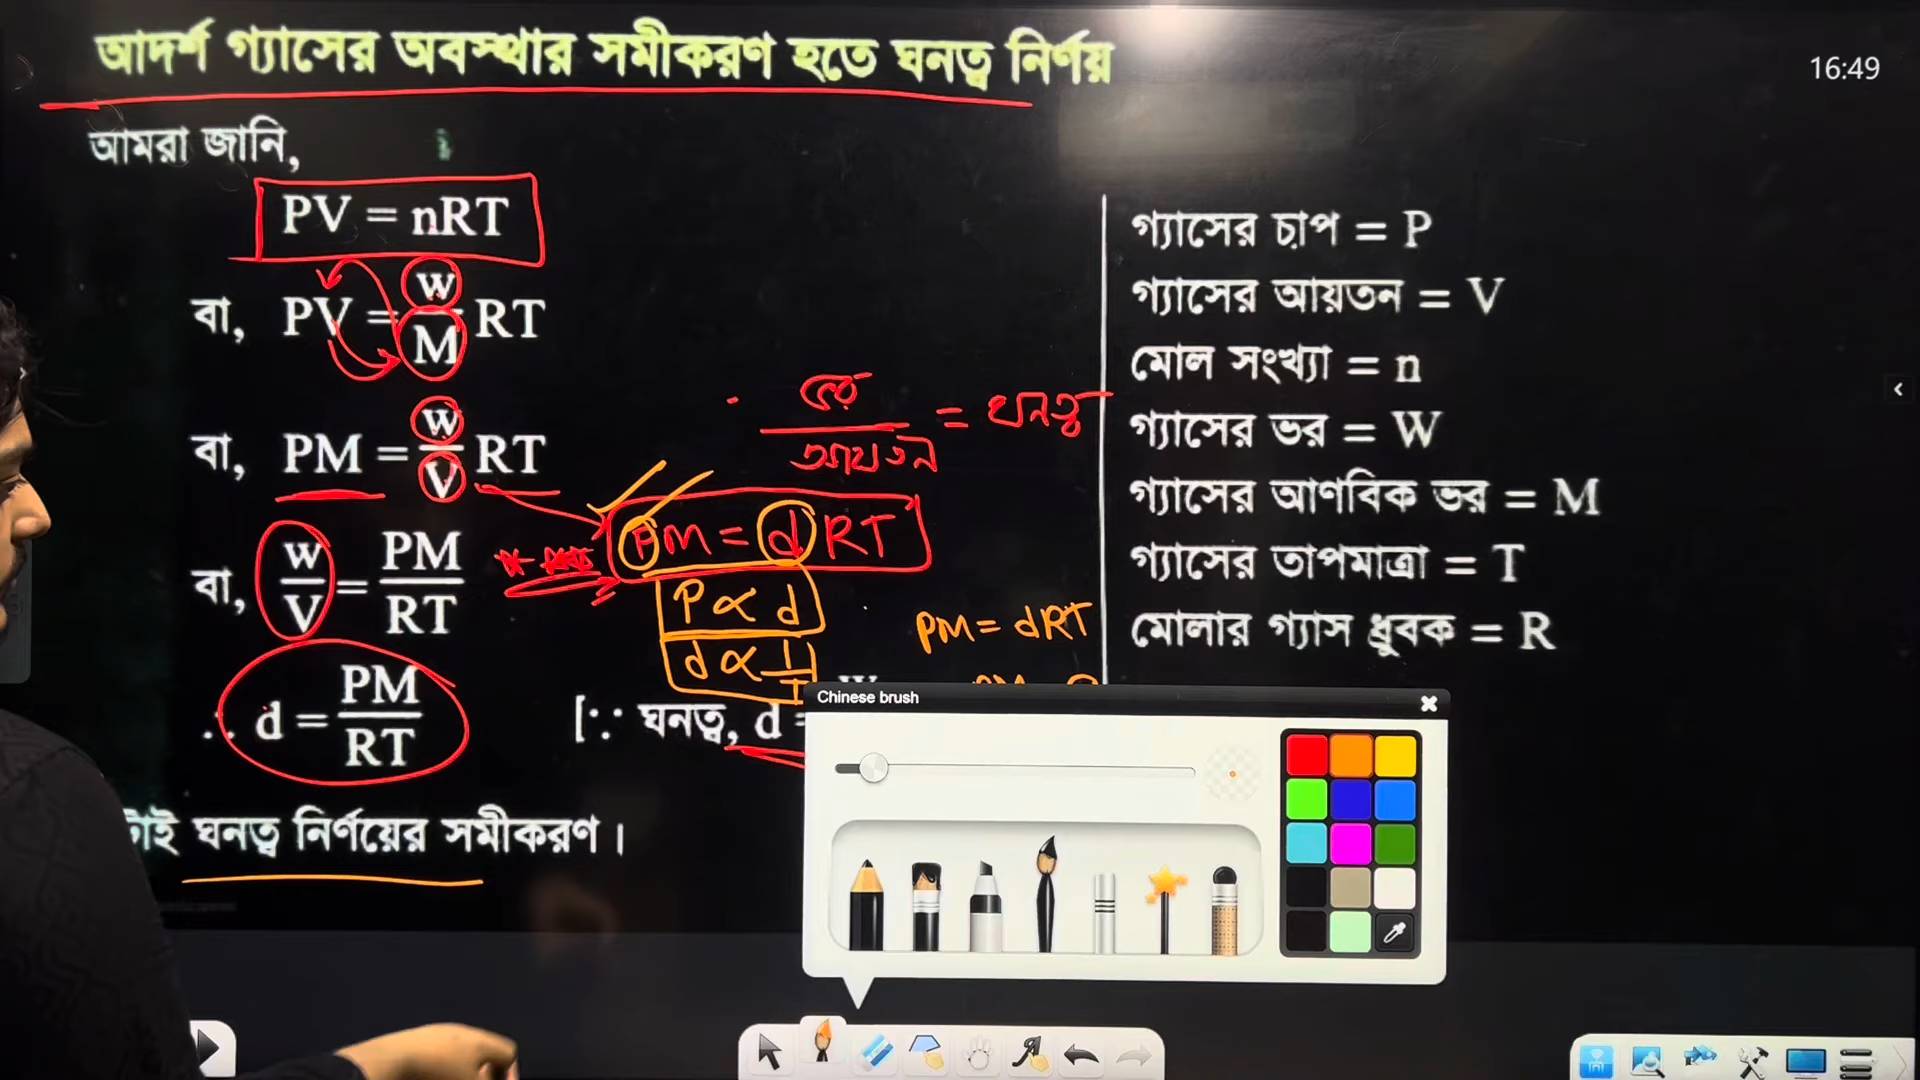 আদর্শ গ্যাসের অবস্থার সমীকরণ হতে ঘনত্ব নির্ণয়
16:49
আমরা জানি,
PV = nRT
বা, PV = w/M RT
বা, PM = w/V RT
বা, w/V = PM/RT
∴ d = PM/RT [∵ ঘনত্ব, d =
টাই ঘনত্ব নির্ণয়ের সমীকরণ।
ভর/আয়তন = ঘনত্ব
PM = dRT
P ∝ d
d ∝ 1/T
PM = dRT
গ্যাসের চাপ = P
গ্যাসের আয়তন = V
মোল সংখ্যা = n
গ্যাসের ভর = W
গ্যাসের আণবিক ভর = M
গ্যাসের তাপমাত্রা = T
মোলার গ্যাস ধ্রুবক = R
Chinese brush